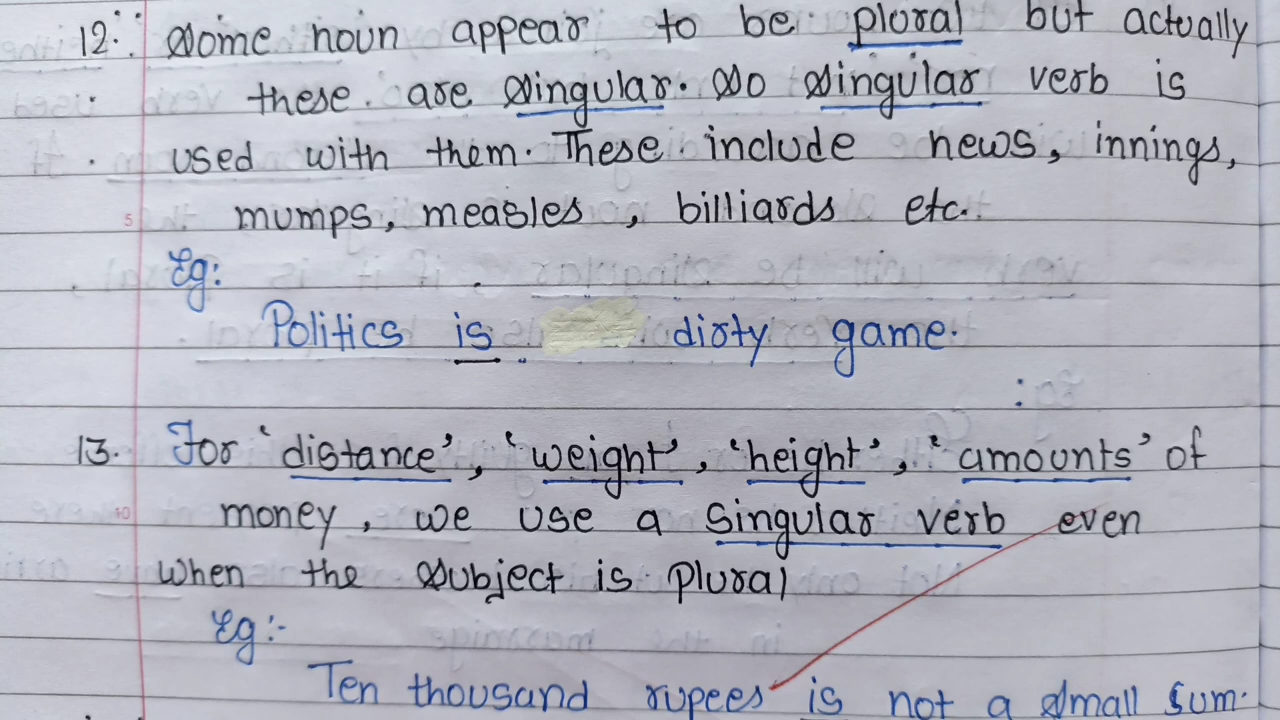 12. Some noun appear to be plural but actually
these are singular. So singular verb is
used with them. These include news, innings,
mumps, measles, billiards etc.
5
Eg:
Politics is dirty game.
13. For 'distance', 'weight', 'height', 'amounts' of
10
money, we use a singular verb even
when the subject is plural
Eg:-
Ten thousand rupees is not a small sum.